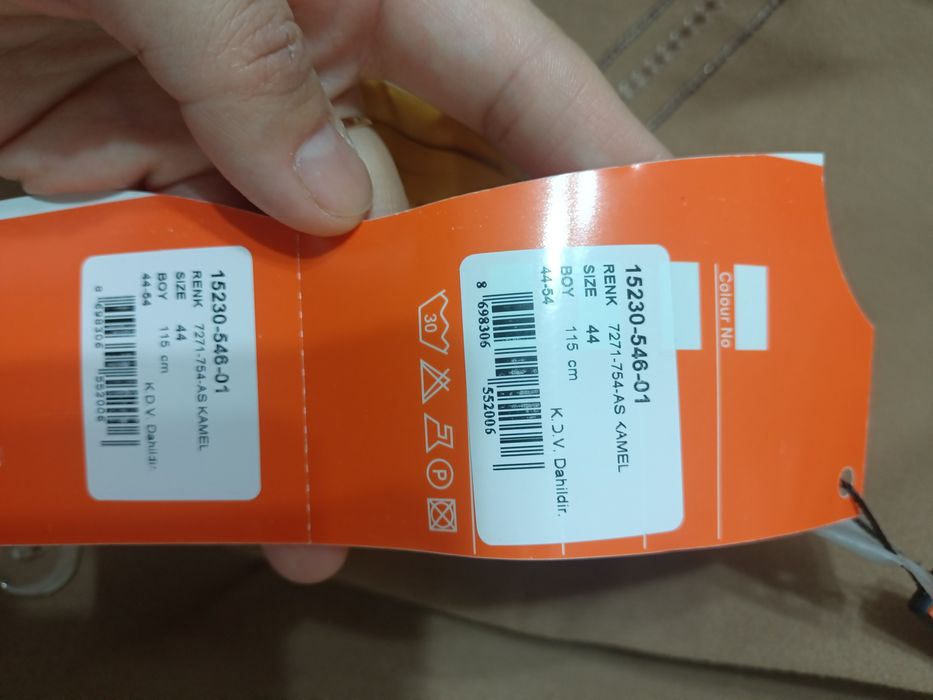 15230-546-01
RENK 7271-754-AS KAMEL
SIZE 44
BOY 115 cm
44-54 K.D.V. Dahildir.
8 698306 552006
Colour No
15230-546-01
RENK 7271-754-AS KAMEL
SIZE 44
BOY 115 cm
44-54 K.D.V. Dahildir.
8 698306 552006
30
P